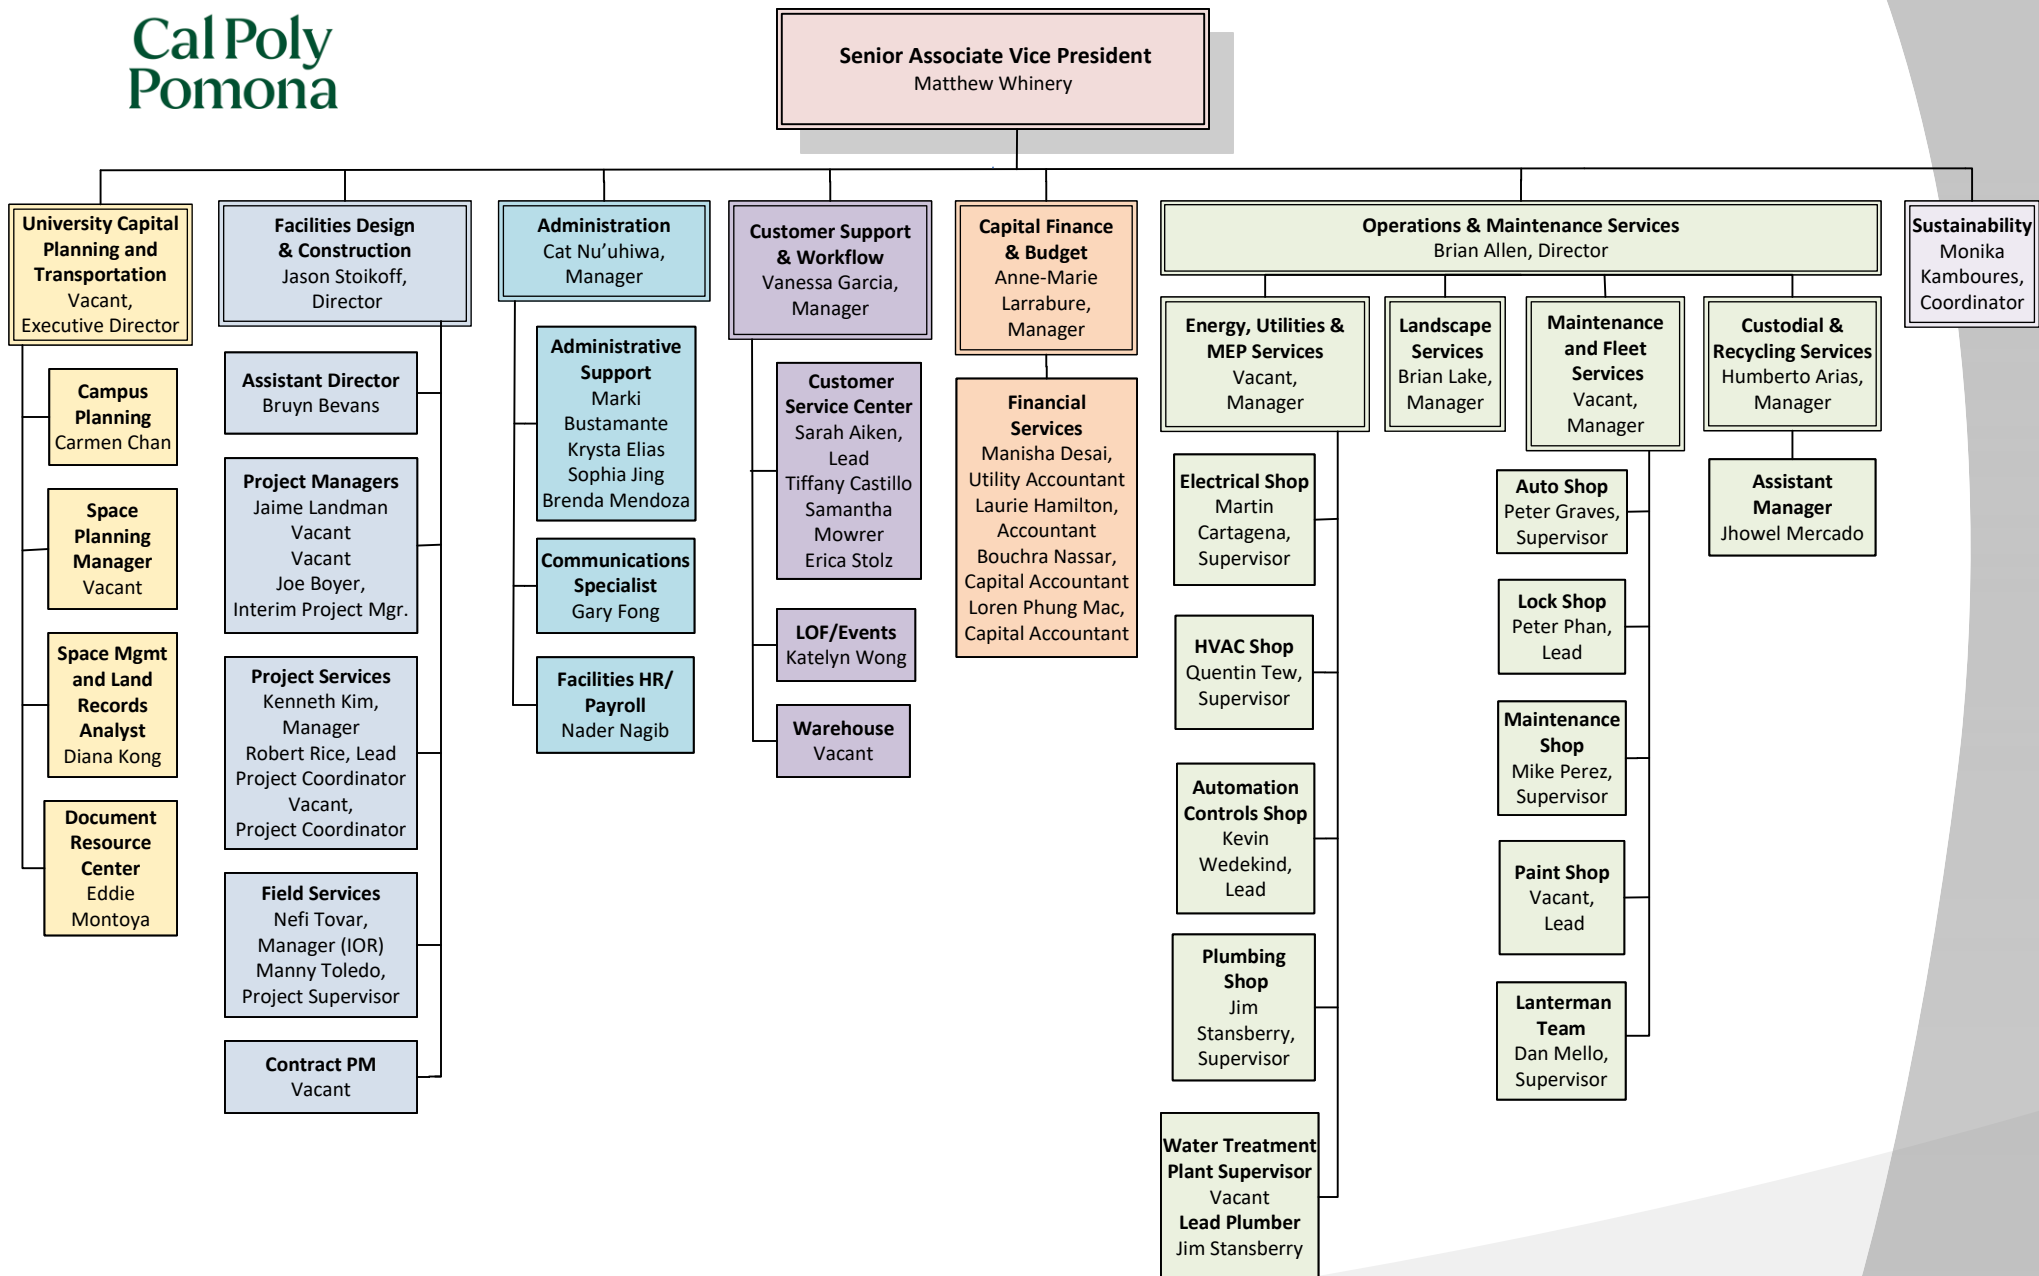 Cal Poly
Pomona
Senior Associate Vice President
Matthew Whinery
University Capital
Planning and
Transportation
Vacant,
Executive Director
Campus
Planning
Carmen Chan
Space
Planning
Manager
Vacant
Space Mgmt
and Land
Records
Analyst
Diana Kong
Document
Resource
Center
Eddie
Montoya
Facilities Design
& Construction
Jason Stoikoff,
Director
Assistant Director
Bruyn Bevans
Project Managers
Jaime Landman
Vacant
Vacant
Joe Boyer,
Interim Project Mgr.
Project Services
Kenneth Kim,
Manager
Robert Rice, Lead
Project Coordinator
Vacant,
Project Coordinator
Field Services
Nefi Tovar,
Manager (IOR)
Manny Toledo,
Project Supervisor
Contract PM
Vacant
Administration
Cat Nu’uhiwa,
Manager
Administrative
Support
Marki
Bustamante
Krysta Elias
Sophia Jing
Brenda Mendoza
Communications
Specialist
Gary Fong
Facilities HR/
Payroll
Nader Nagib
Customer Support
& Workflow
Vanessa Garcia,
Manager
Customer
Service Center
Sarah Aiken,
Lead
Tiffany Castillo
Samantha
Mowrer
Erica Stolz
LOF/Events
Katelyn Wong
Warehouse
Vacant
Capital Finance
& Budget
Anne-Marie
Larrabure,
Manager
Financial
Services
Manisha Desai,
Utility Accountant
Laurie Hamilton,
Accountant
Bouchra Nassar,
Capital Accountant
Loren Phung Mac,
Capital Accountant
Operations & Maintenance Services
Brian Allen, Director
Energy, Utilities &
MEP Services
Vacant,
Manager
Electrical Shop
Martin
Cartagena,
Supervisor
HVAC Shop
Quentin Tew,
Supervisor
Automation
Controls Shop
Kevin
Wedekind,
Lead
Plumbing
Shop
Jim
Stansberry,
Supervisor
Water Treatment
Plant Supervisor
Vacant
Lead Plumber
Jim Stansberry
Landscape
Services
Brian Lake,
Manager
Maintenance
and Fleet
Services
Vacant,
Manager
Auto Shop
Peter Graves,
Supervisor
Lock Shop
Peter Phan,
Lead
Maintenance
Shop
Mike Perez,
Supervisor
Paint Shop
Vacant,
Lead
Lanterman
Team
Dan Mello,
Supervisor
Custodial &
Recycling Services
Humberto Arias,
Manager
Assistant
Manager
Jhowel Mercado
Sustainability
Monika
Kamboures,
Coordinator